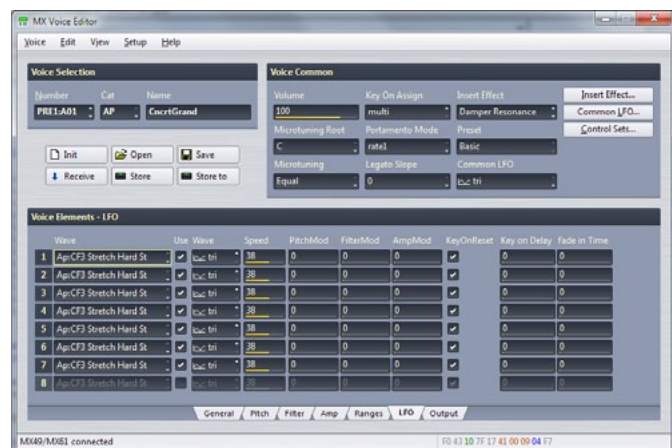 MX Voice Editor
Voice Edit View Setup Help
Voice Selection
Number Cat Name
PRE1:A01 AP CncrtGrand
Init Open Save
Receive Store Store to
Voice Common
Volume Key On Assign Insert Effect
100 multi Damper Resonance
Microtuning Root Portamento Mode Preset
C rate1 Basic
Microtuning Legato Slope Common LFO
Equal 0 tri
Insert Effect...
Common LFO...
Control Sets...
Voice Elements - LFO
Wave Use Wave Speed PitchMod FilterMod AmpMod KeyOnReset Key on Delay Fade in Time
1 Ap:CF3 Stretch Hard St tri 38 0 0 0 0 0
2 Ap:CF3 Stretch Hard St tri 38 0 0 0 0 0
3 Ap:CF3 Stretch Hard St tri 38 0 0 0 0 0
4 Ap:CF3 Stretch Hard St tri 38 0 0 0 0 0
5 Ap:CF3 Stretch Hard St tri 38 0 0 0 0 0
6 Ap:CF3 Stretch Hard St tri 38 0 0 0 0 0
7 Ap:CF3 Stretch Hard St tri 38 0 0 0 0 0
8 Ap:CF3 Stretch Hard St tri 38 0 0 0 0 0
General Pitch Filter Amp Ranges LFO Output
MX49/MX61 connected F0 43 10 7F 17 41 00 09 04 F7